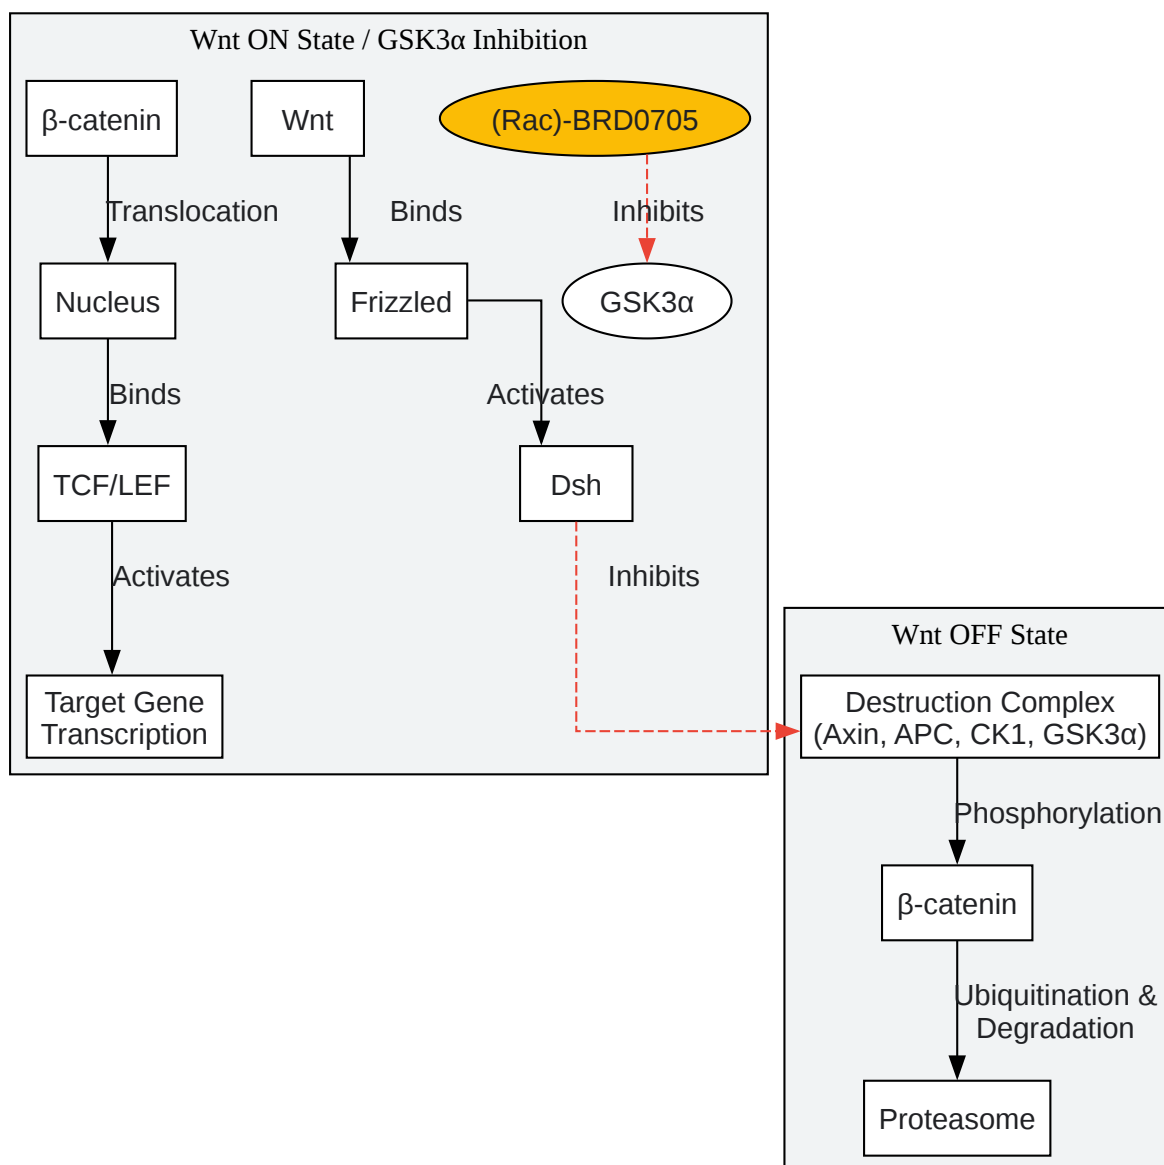 Wnt ON State / GSK3α Inhibition
β-catenin
Wnt
(Rac)-BRD0705
Translocation
Binds
Inhibits
Nucleus
Frizzled
GSK3α
Binds
Activates
TCF/LEF
Dsh
Activates
Inhibits
Target Gene
Transcription
Wnt OFF State
Destruction Complex
(Axin, APC, CK1, GSK3α)
Phosphorylation
β-catenin
Ubiquitination &
Degradation
Proteasome